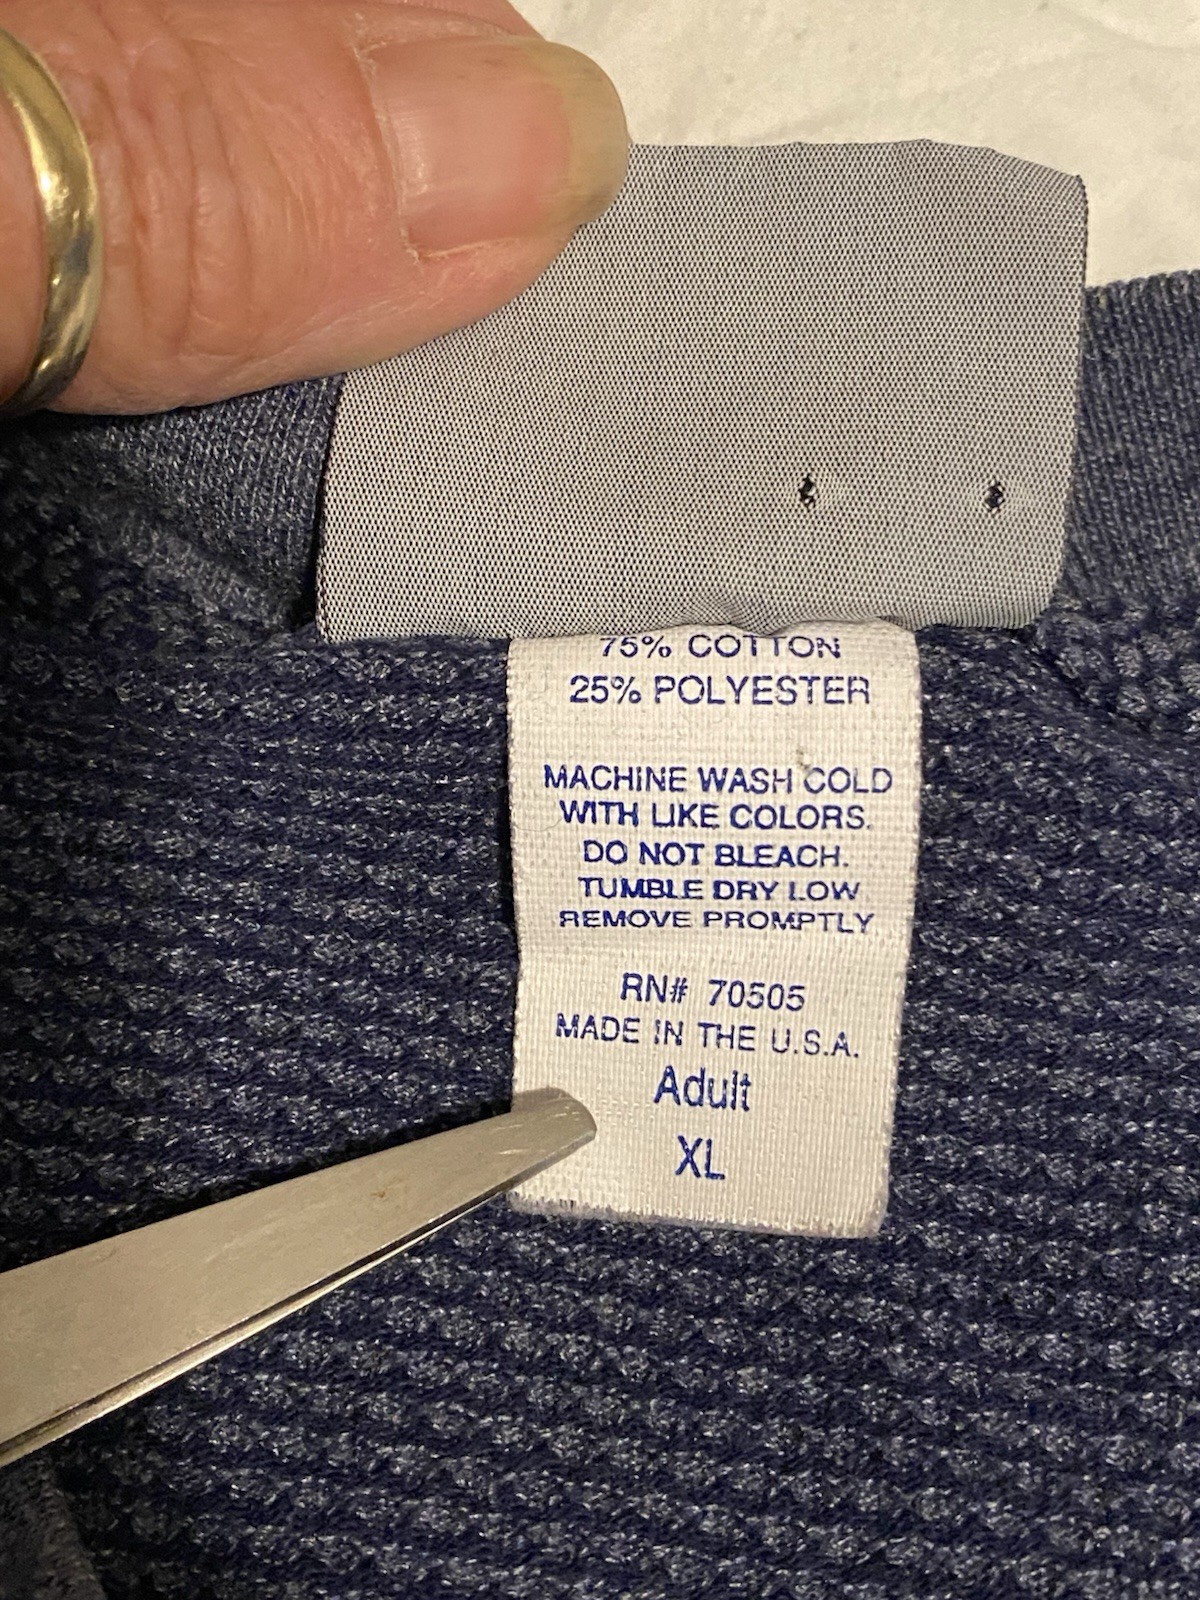 75% COTTON
25% POLYESTER
MACHINE WASH COLD
WITH LIKE COLORS.
DO NOT BLEACH.
TUMBLE DRY LOW
REMOVE PROMPTLY
RN# 70505
MADE IN THE U.S.A.
Adult
XL